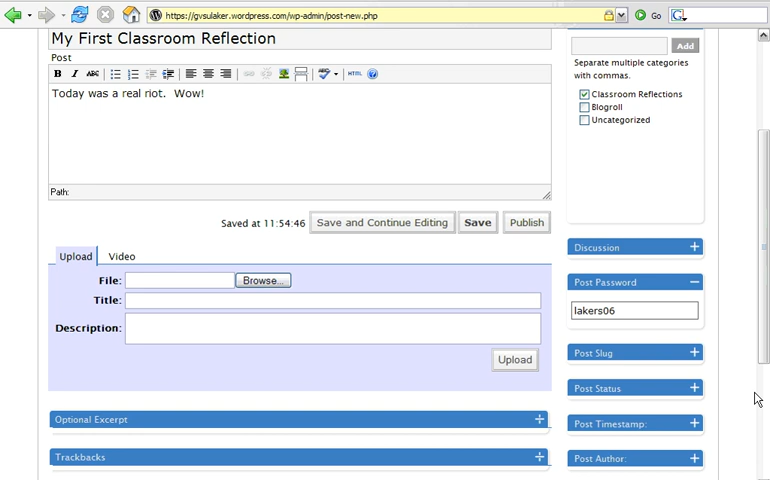 https://gvsulaker.wordpress.com/wp-admin/post-new.php
Go
My First Classroom Reflection
Post
B I ABC HTML
Today was a real riot.  Wow!
Path:
Saved at 11:54:46
Save and Continue Editing
Save
Publish
Upload
Video
File:
Browse...
Title:
Description:
Upload
Optional Excerpt
Trackbacks
Add
Separate multiple categories
with commas.
Classroom Reflections
Blogroll
Uncategorized
Discussion
Post Password
lakers06
Post Slug
Post Status
Post Timestamp:
Post Author: